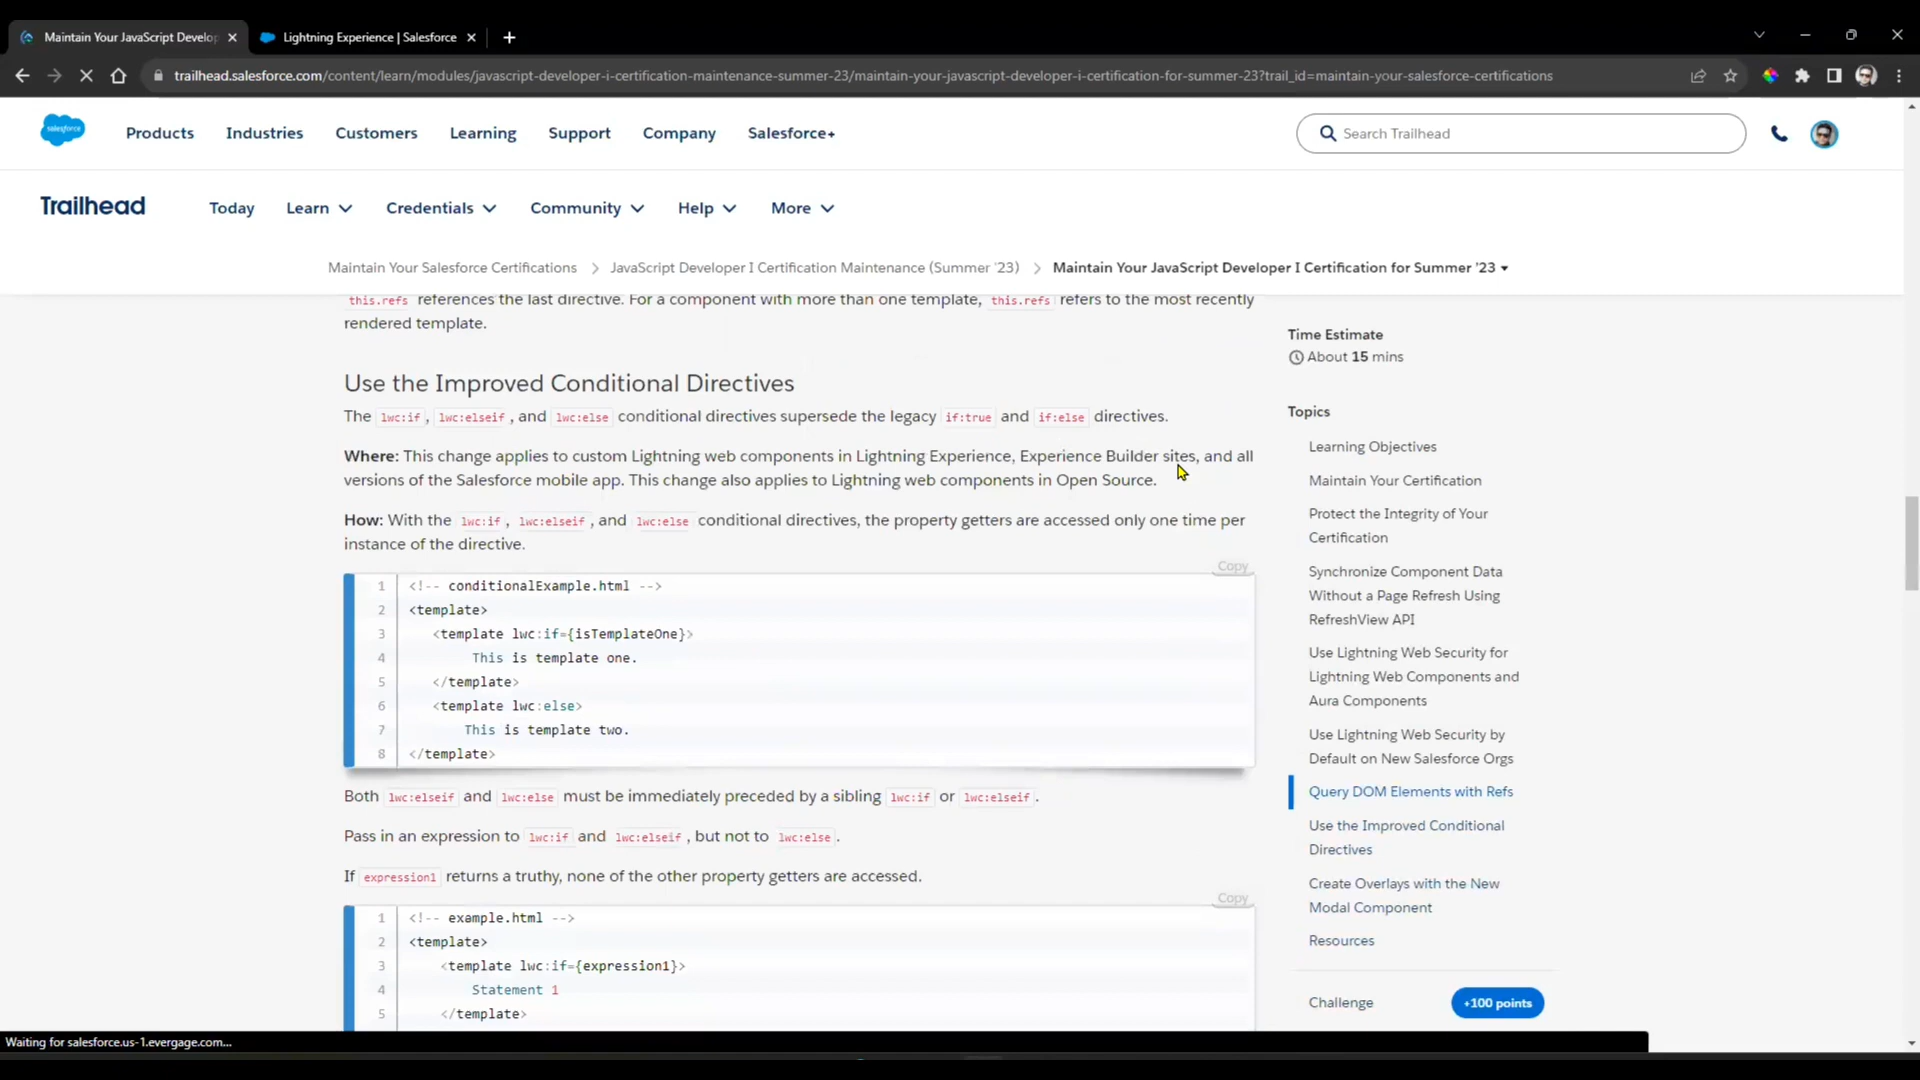 Maintain Your JavaScript Develop
Lightning Experience | Salesforce
trailhead.salesforce.com/content/learn/modules/javascript-developer-i-certification-maintenance-summer-23/maintain-your-javascript-developer-i-certification-for-summer-23?trail_id=maintain-your-salesforce-certifications
salesforce
Products
Industries
Customers
Learning
Support
Company
Salesforce+
Search Trailhead
Trailhead
Today
Learn
Credentials
Community
Help
More
Maintain Your Salesforce Certifications
JavaScript Developer I Certification Maintenance (Summer '23)
Maintain Your JavaScript Developer I Certification for Summer '23
this.refs references the last directive. For a component with more than one template, this.refs refers to the most recently
rendered template.
Use the Improved Conditional Directives
The lwc:if, lwc:elseif, and lwc:else conditional directives supersede the legacy if:true and if:else directives.
Where: This change applies to custom Lightning web components in Lightning Experience, Experience Builder sites, and all
versions of the Salesforce mobile app. This change also applies to Lightning web components in Open Source.
How: With the lwc:if, lwc:elseif, and lwc:else conditional directives, the property getters are accessed only one time per
instance of the directive.
Copy
1 <!-- conditionalExample.html -->
2 <template>
3 <template lwc:if={isTemplateOne}>
4 This is template one.
5 </template>
6 <template lwc:else>
7 This is template two.
8 </template>
Both lwc:elseif and lwc:else must be immediately preceded by a sibling lwc:if or lwc:elseif.
Pass in an expression to lwc:if and lwc:elseif, but not to lwc:else.
If expression1 returns a truthy, none of the other property getters are accessed.
Copy
1 <!-- example.html -->
2 <template>
3 <template lwc:if={expression1}>
4 Statement 1
5 </template>
Time Estimate
About 15 mins
Topics
Learning Objectives
Maintain Your Certification
Protect the Integrity of Your
Certification
Synchronize Component Data
Without a Page Refresh Using
RefreshView API
Use Lightning Web Security for
Lightning Web Components and
Aura Components
Use Lightning Web Security by
Default on New Salesforce Orgs
Query DOM Elements with Refs
Use the Improved Conditional
Directives
Create Overlays with the New
Modal Component
Resources
Challenge
+100 points
Waiting for salesforce.us-1.evergage.com...